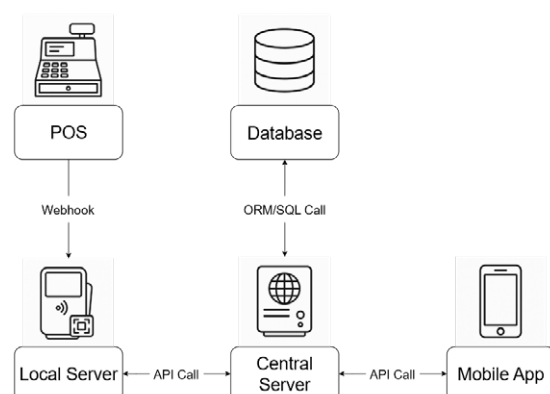 POS
Database
Webhook
ORM/SQL Call
Local Server
API Call
Central
Server
API Call
Mobile App